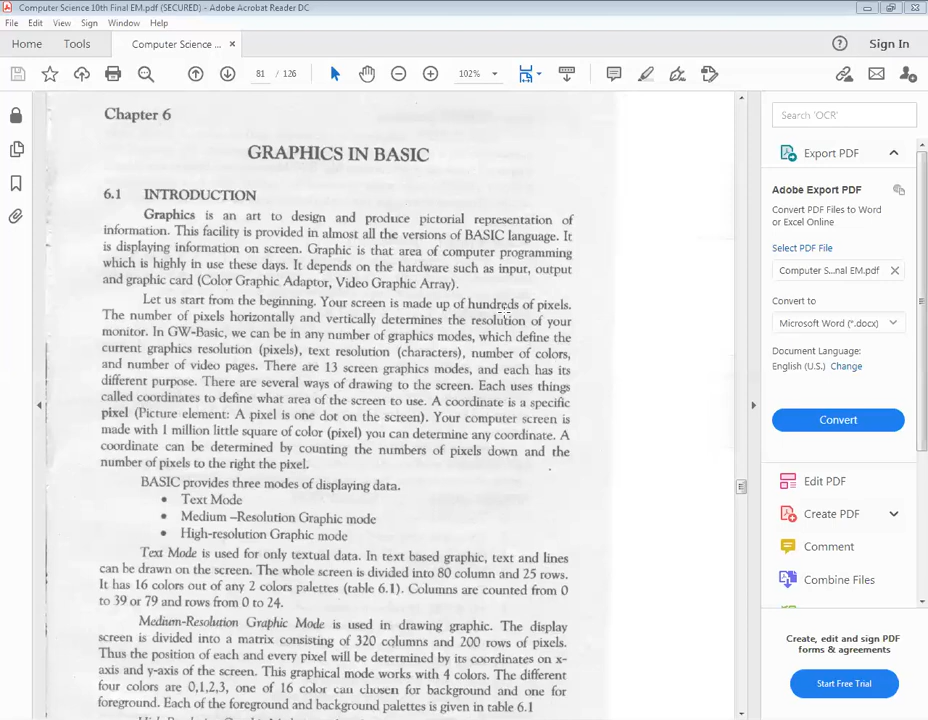 Computer Science 10th Final EM.pdf (SECURED) - Adobe Acrobat Reader DC
File Edit View Sign Window Help
Home Tools Computer Science ... × Sign In
81 / 126 102%
Chapter 6
GRAPHICS IN BASIC
6.1 INTRODUCTION
Graphics is an art to design and produce pictorial representation of
information. This facility is provided in almost all the versions of BASIC language. It
is displaying information on screen. Graphic is that area of computer programming
which is highly in use these days. It depends on the hardware such as input, output
and graphic card (Color Graphic Adaptor, Video Graphic Array).
Let us start from the beginning. Your screen is made up of hundreds of pixels.
The number of pixels horizontally and vertically determines the resolution of your
monitor. In GW-Basic, we can be in any number of graphics modes, which define the
current graphics resolution (pixels), text resolution (characters), number of colors,
and number of video pages. There are 13 screen graphics modes, and each has its
different purpose. There are several ways of drawing to the screen. Each uses things
called coordinates to define what area of the screen to use. A coordinate is a specific
pixel (Picture element: A pixel is one dot on the screen). Your computer screen is
made with 1 million little square of color (pixel) you can determine any coordinate. A
coordinate can be determined by counting the numbers of pixels down and the
number of pixels to the right the pixel.
BASIC provides three modes of displaying data.
• Text Mode
• Medium –Resolution Graphic mode
• High-resolution Graphic mode
Text Mode is used for only textual data. In text based graphic, text and lines
can be drawn on the screen. The whole screen is divided into 80 column and 25 rows.
It has 16 colors out of any 2 colors palettes (table 6.1). Columns are counted from 0
to 39 or 79 and rows from 0 to 24.
Medium-Resolution Graphic Mode is used in drawing graphic. The display
screen is divided into a matrix consisting of 320 columns and 200 rows of pixels.
Thus the position of each and every pixel will be determined by its coordinates on x-
axis and y-axis of the screen. This graphical mode works with 4 colors. The different
four colors are 0,1,2,3, one of 16 color can chosen for background and one for
foreground. Each of the foreground and background palettes is given in table 6.1
Search 'OCR'
Export PDF
Adobe Export PDF
Convert PDF Files to Word
or Excel Online
Select PDF File
Computer S...nal EM.pdf
Convert to
Microsoft Word (*.docx)
Document Language:
English (U.S.) Change
Convert
Edit PDF
Create PDF
Comment
Combine Files
Create, edit and sign PDF
forms & agreements
Start Free Trial